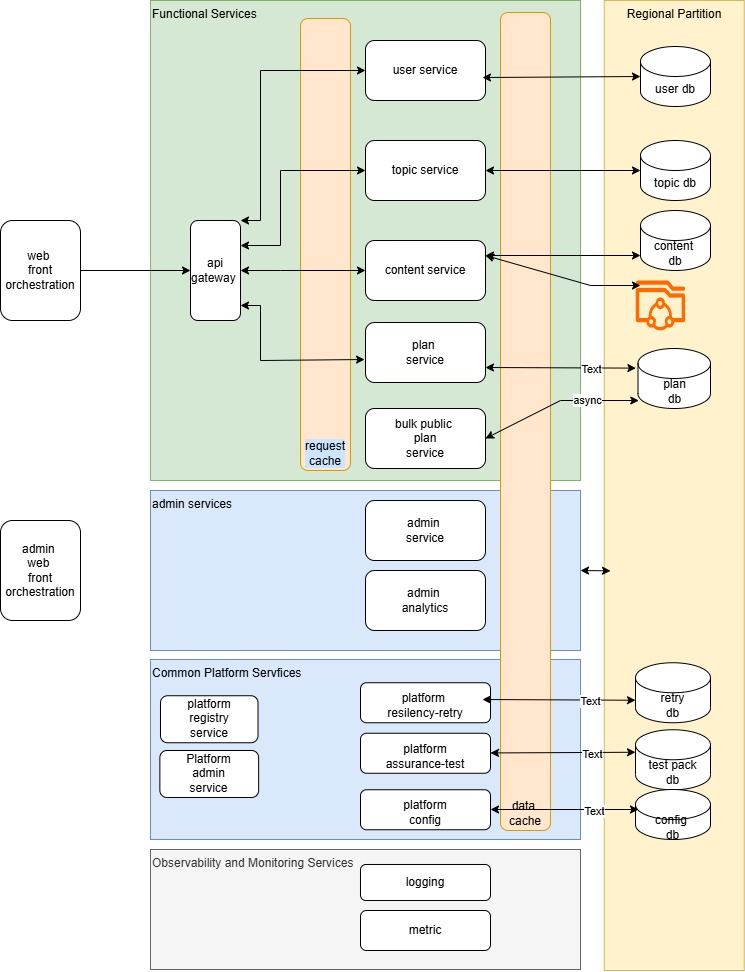 Functional Services
Regional Partition
user service
user db
topic service
topic db
web
front
orchestration
api
gateway
content service
content
db
plan
service
Text
plan
db
async
bulk public
plan
service
request
cache
admin services
admin
web
front
orchestration
admin
service
admin
analytics
Common Platform Servfices
platform
registry
service
platform
resilency-retry
Text
retry
db
Platform
admin
service
platform
assurance-test
Text
test pack
db
platform
config
data
cache
Text
config
db
Observability and Monitoring Services
logging
metric